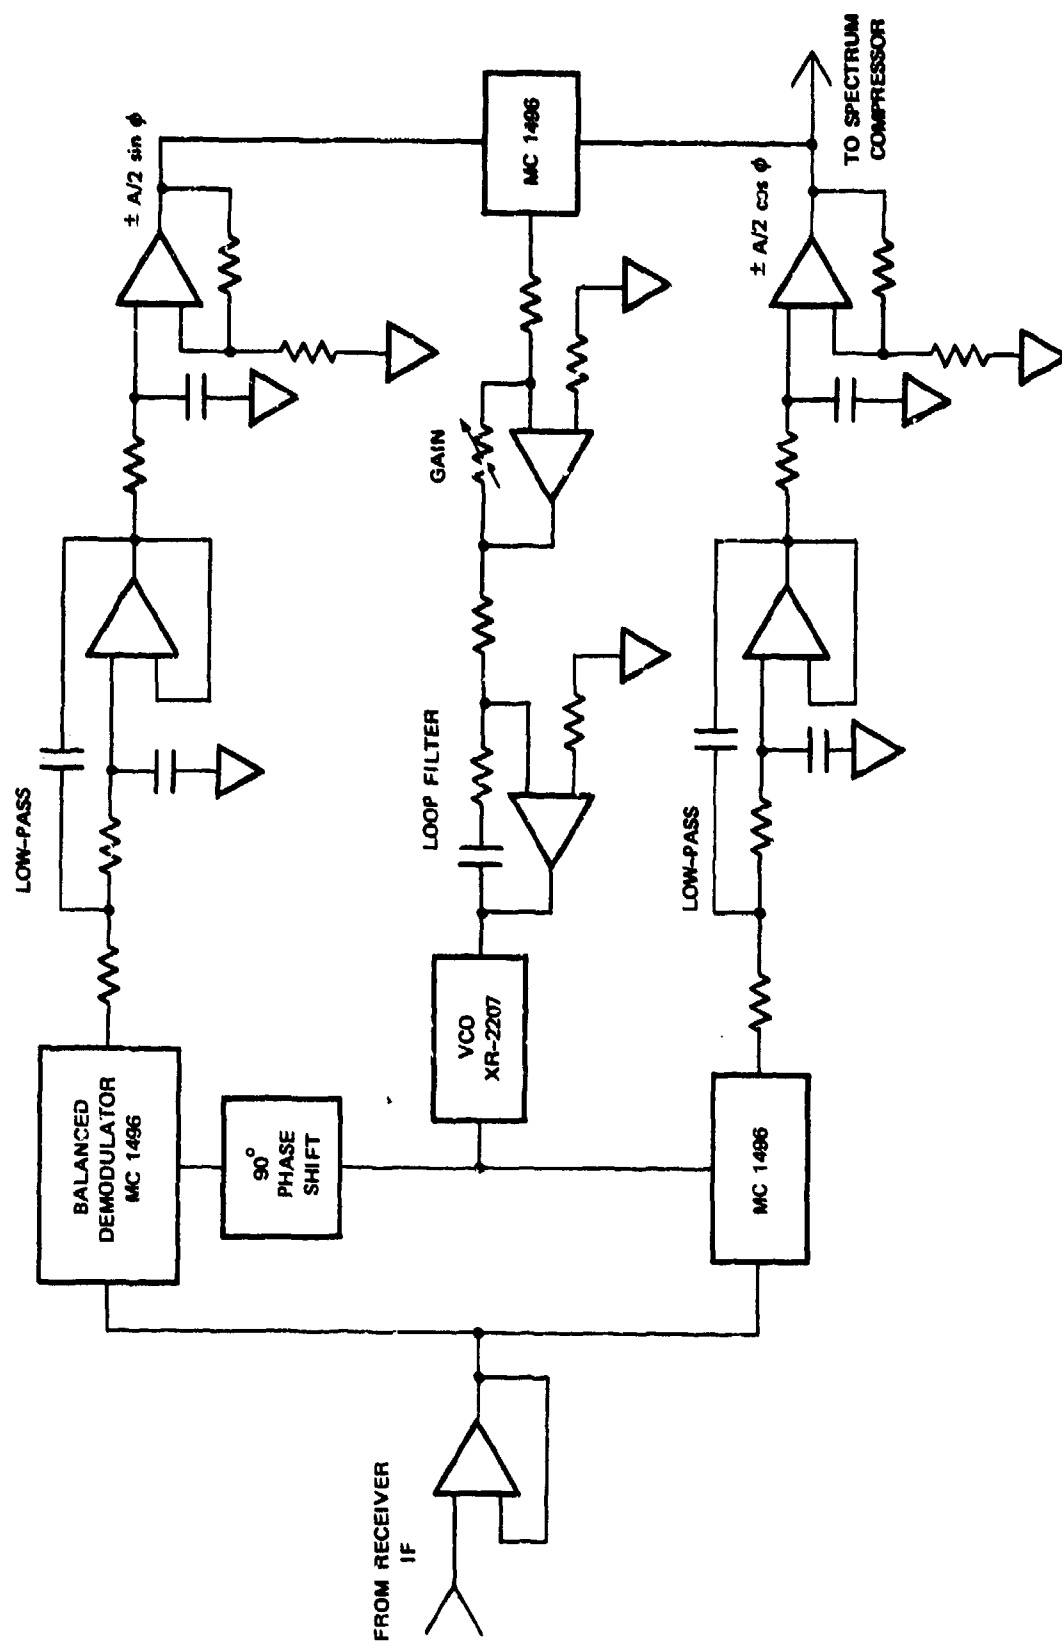 FROM RECEIVER
IF
BALANCED
DEMODULATOR
MC 1496
90°
PHASE
SHIFT
LOW-PASS
± A/2 sin ϕ
VCO
XR-2207
LOOP FILTER
GAIN
MC 1496
MC 1496
LOW-PASS
± A/2 cos ϕ
TO SPECTRUM
COMPRESSOR